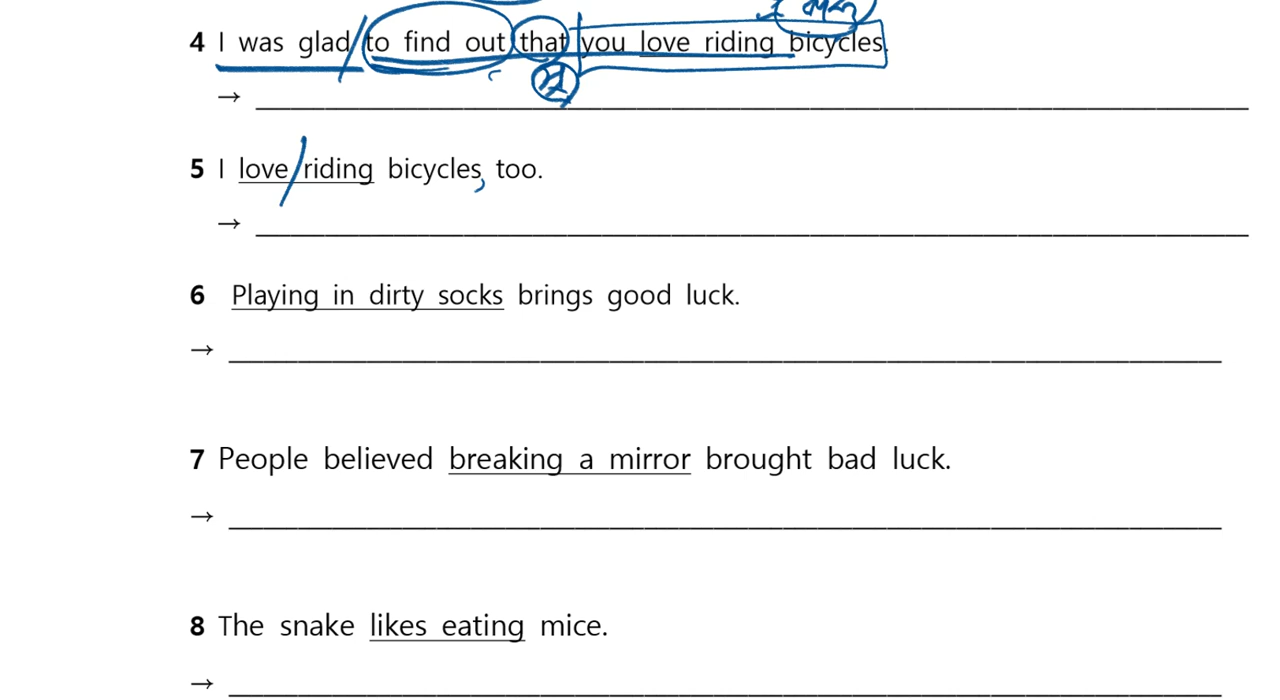 4 I was glad to find out that you love riding bicycles.
→
5 I love riding bicycles, too.
→
6 Playing in dirty socks brings good luck.
→
7 People believed breaking a mirror brought bad luck.
→
8 The snake likes eating mice.
→